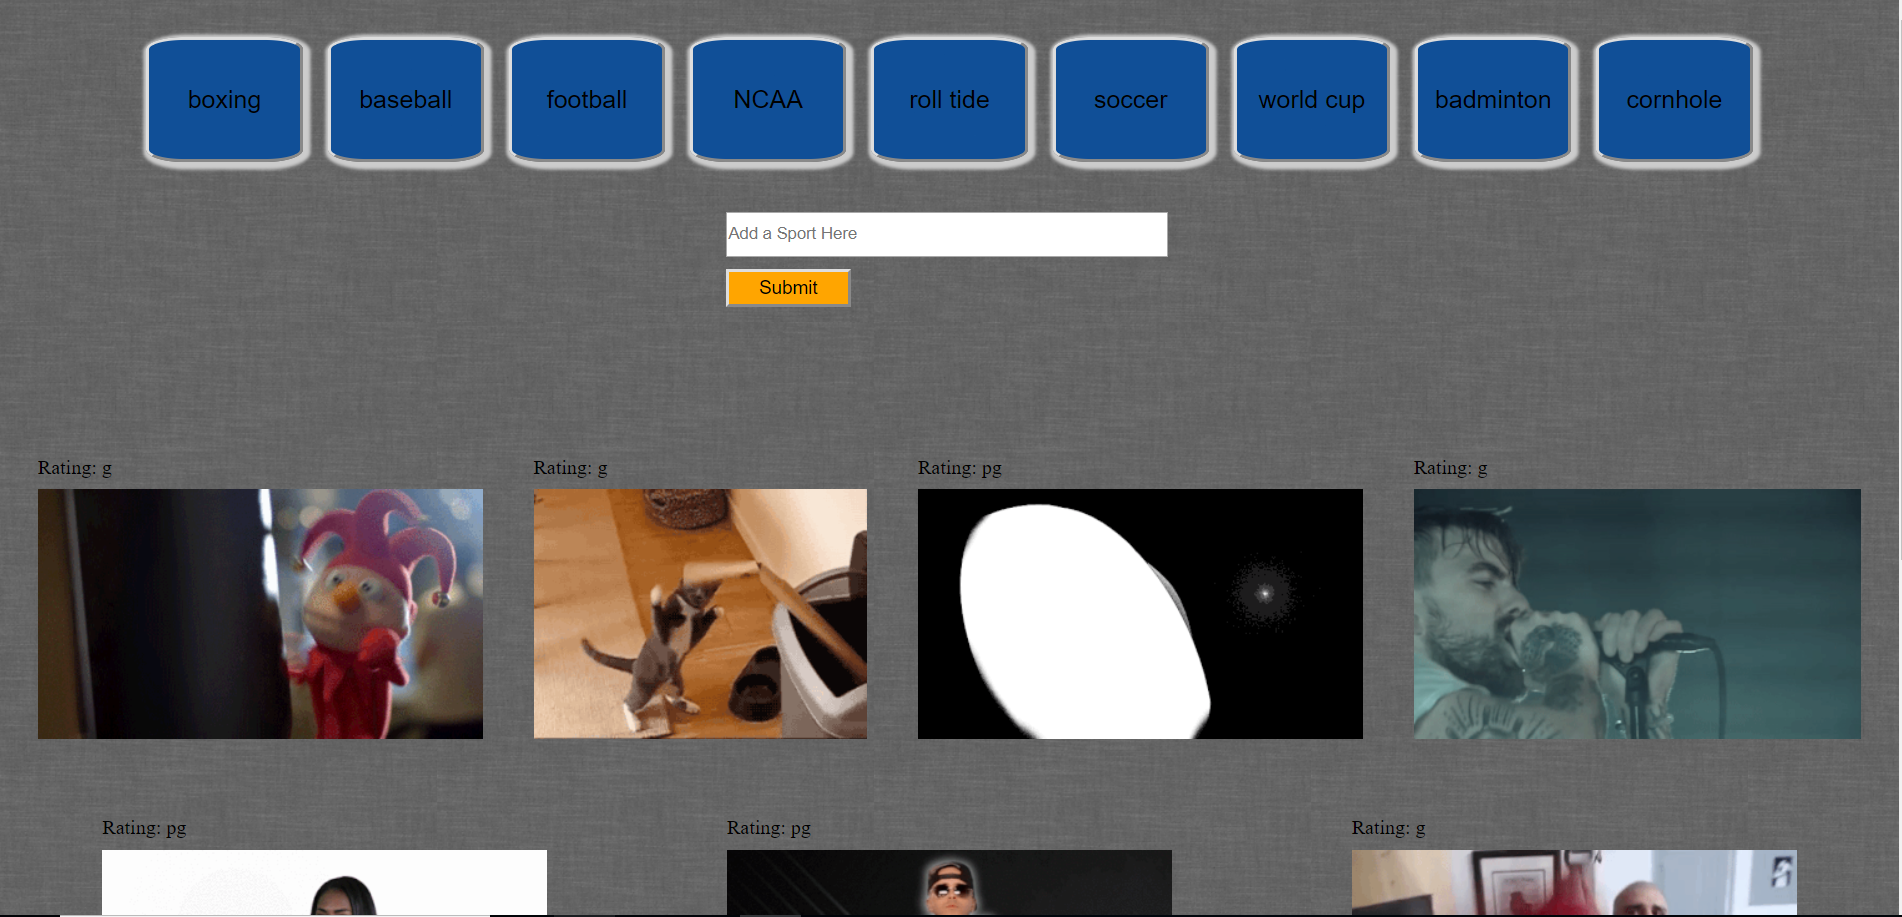 boxing
baseball
football
NCAA
roll tide
soccer
world cup
badminton
cornhole
Add a Sport Here
Submit
Rating: g
Rating: g
Rating: pg
Rating: g
Rating: pg
Rating: pg
Rating: g